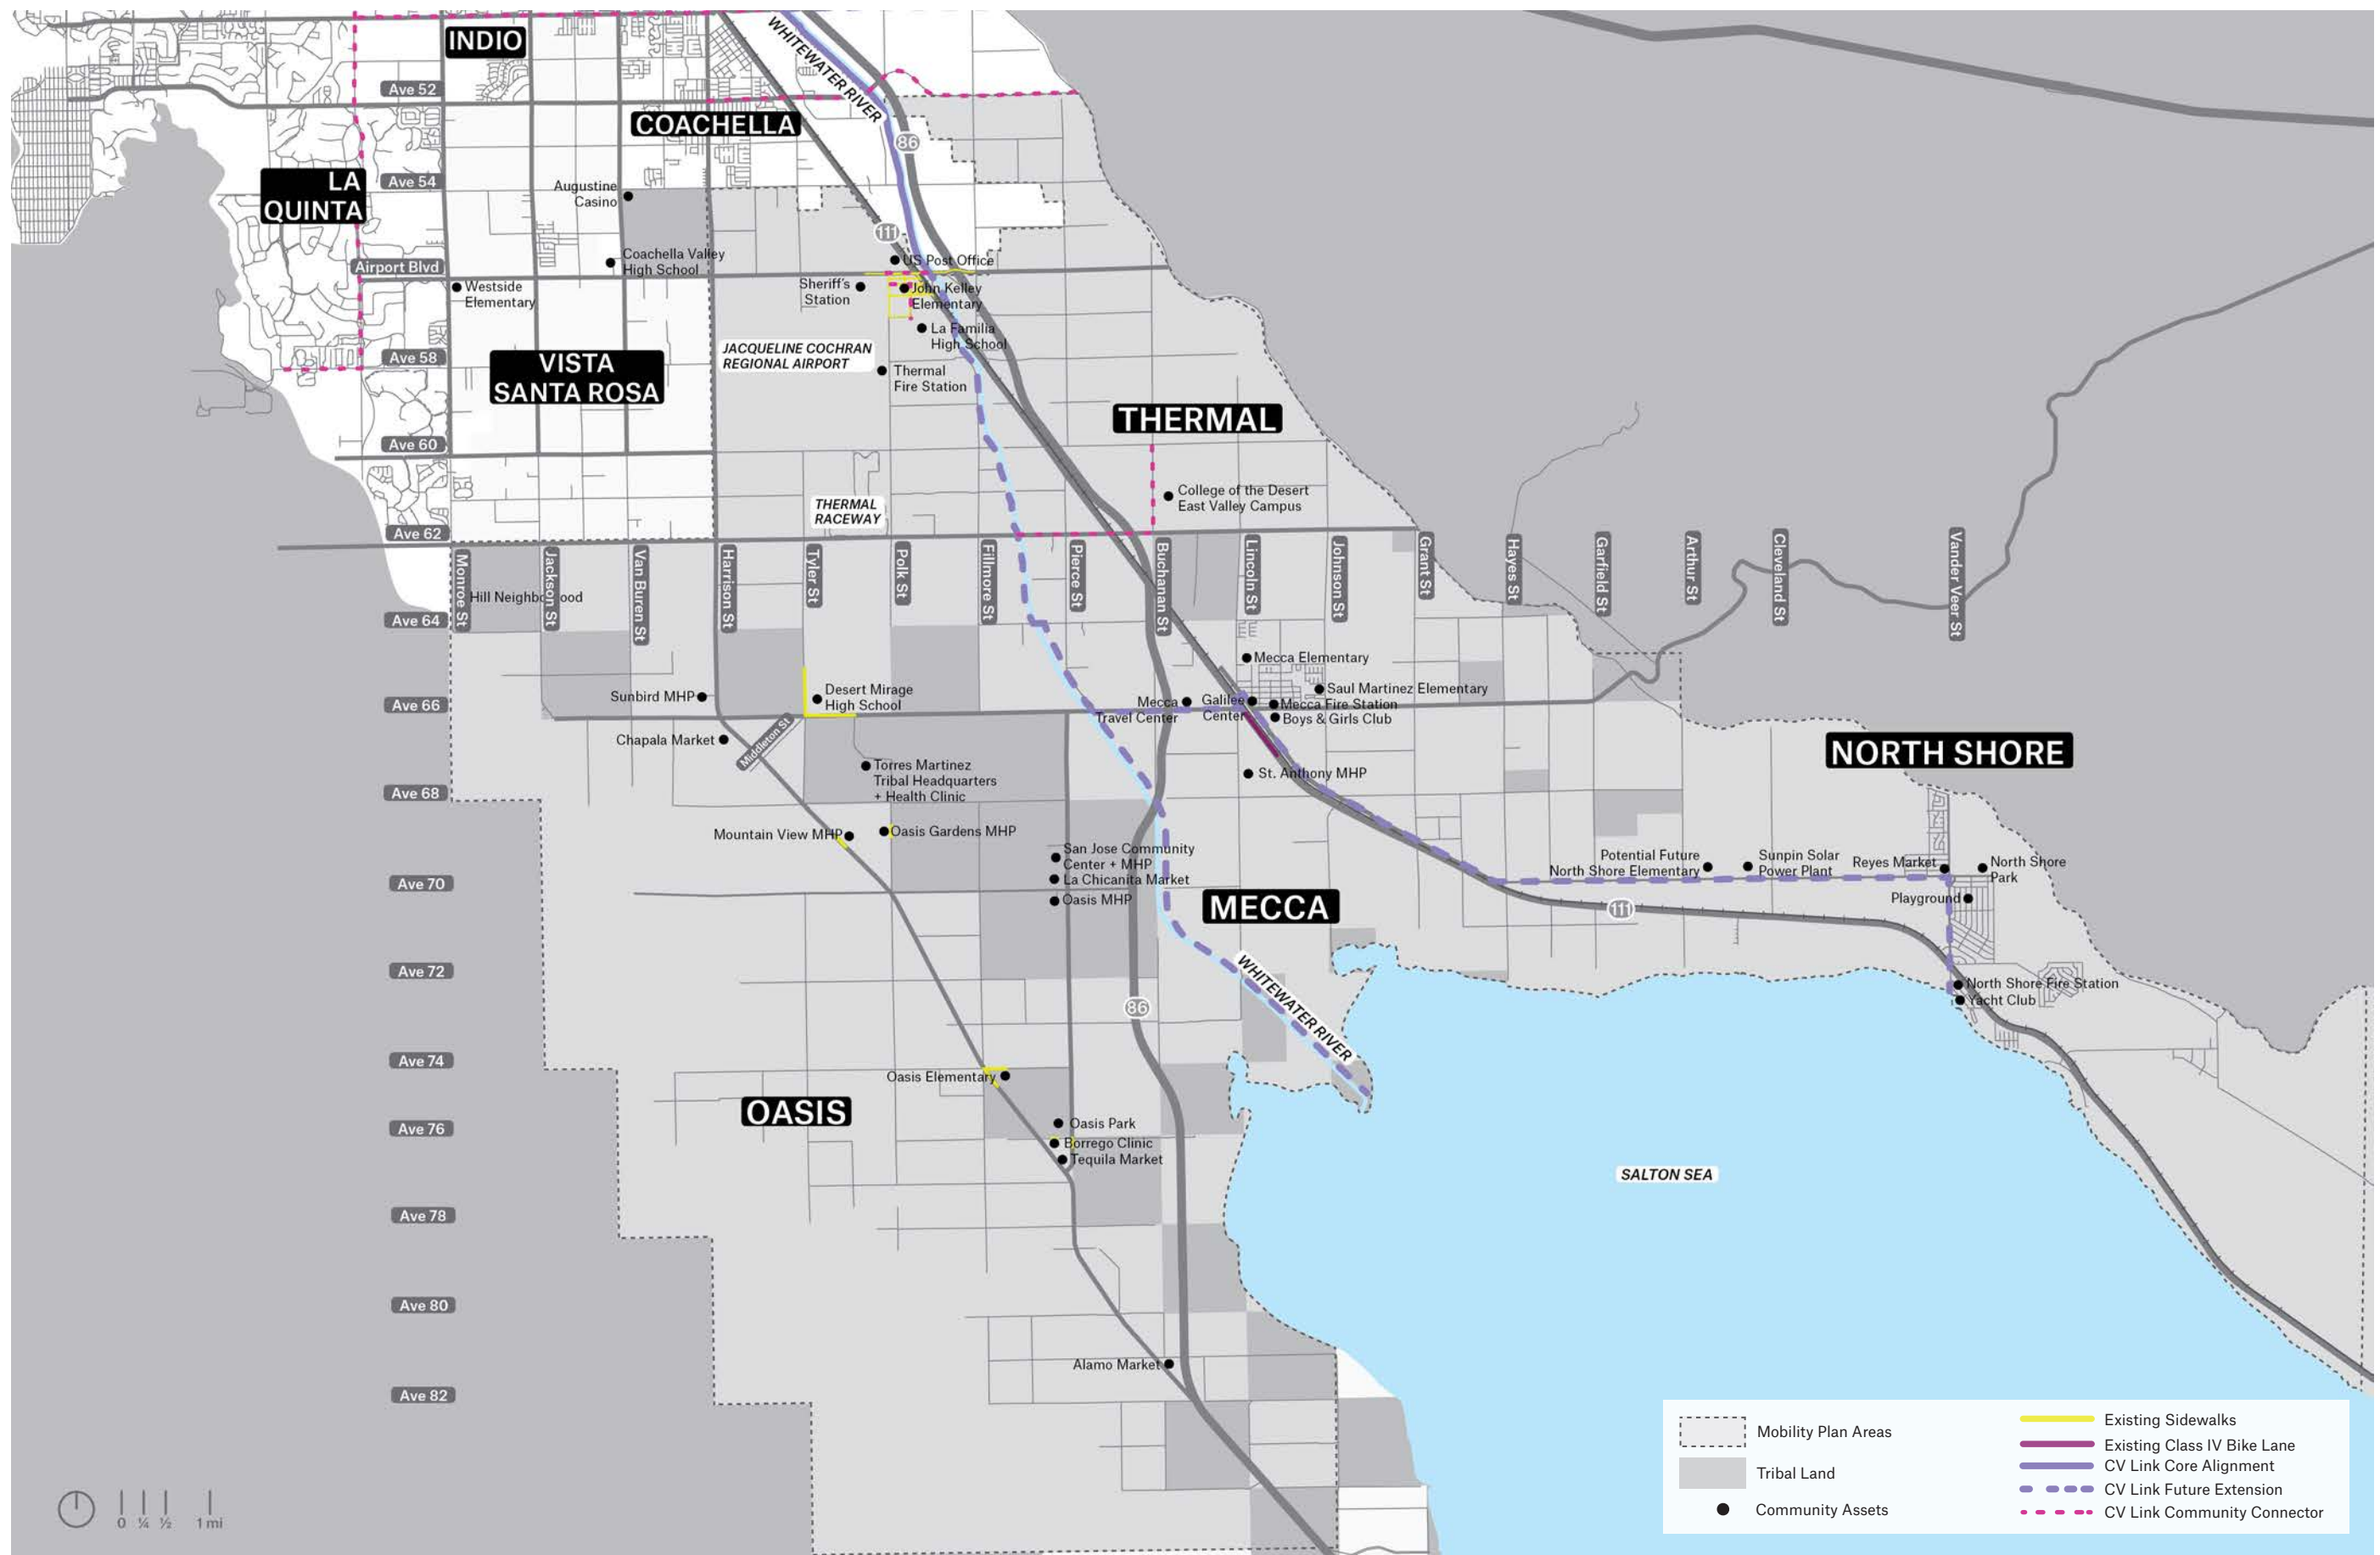 INDIO
WHITEWATER RIVER
Ave 52
COACHELLA
86
LA
QUINTA
Ave 54
Augustine
Casino
111
Coachella Valley
High School
US Post Office
Airport Blvd
Westside
Elementary
Sheriff's
Station
John Kelley
Elementary
La Familia
High School
JACQUELINE COCHRAN
REGIONAL AIRPORT
Ave 58
VISTA
SANTA ROSA
Thermal
Fire Station
THERMAL
Ave 60
College of the Desert
East Valley Campus
THERMAL
RACEWAY
Ave 62
Monroe St
Jackson St
Van Buren St
Harrison St
Tyler St
Polk St
Fillmore St
Pierce St
Buchanan St
Lincoln St
Johnson St
Grant St
Hayes St
Garfield St
Arthur St
Cleveland St
Vander Veer St
Ave 64
Mecca Elementary
Sunbird MHP
Desert Mirage
High School
Saul Martinez Elementary
Ave 66
Mecca
Travel Center
Galilee
Center
Mecca Fire Station
Boys & Girls Club
Middleton St
Chapala Market
NORTH SHORE
Torres Martinez
Tribal Headquarters
+ Health Clinic
St. Anthony MHP
Ave 68
Mountain View MHP
Oasis Gardens MHP
San Jose Community
Center + MHP
La Chicanita Market
Oasis MHP
Potential Future
North Shore Elementary
Sunpin Solar
Power Plant
Reyes Market
North Shore
Park
Playground
Ave 70
MECCA
111
Ave 72
WHITEWATER RIVER
86
North Shore Fire Station
Yacht Club
Ave 74
Oasis Elementary
OASIS
Ave 76
Oasis Park
Borrego Clinic
Tequila Market
SALTON SEA
Ave 78
Ave 80
Alamo Market
Ave 82
Mobility Plan Areas
Tribal Land
Community Assets
Existing Sidewalks
Existing Class IV Bike Lane
CV Link Core Alignment
CV Link Future Extension
CV Link Community Connector
0 ¼ ½ 1 mi